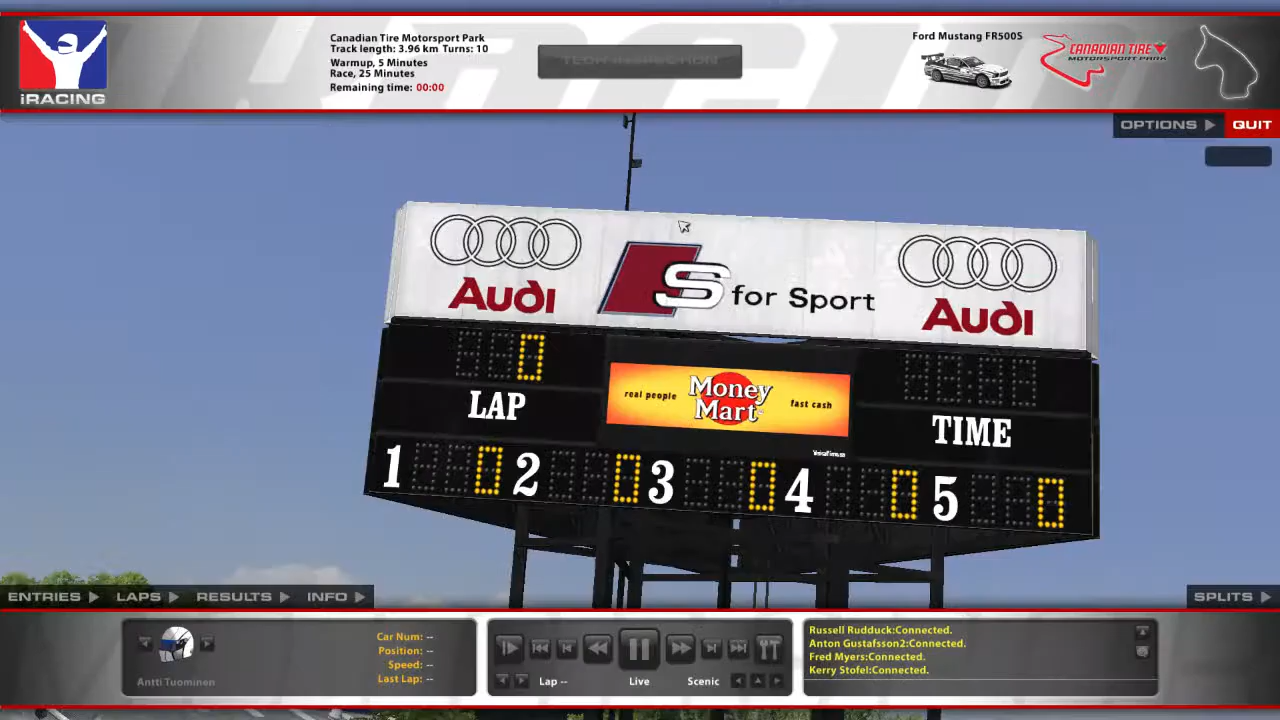 iRACING
Canadian Tire Motorsport Park
Track length: 3.96 km Turns: 10
Warmup, 5 Minutes
Race, 25 Minutes
Remaining time: 00:00
TECH INSPECTION
Ford Mustang FR500S
CANADIAN TIRE
MOTORSPORT PARK
OPTIONS
QUIT
Audi
S for Sport
Audi
0
LAP
real people
Money
Mart
fast cash
TIME
1 0 2 0 3 0 4 0 5 0
ENTRIES LAPS RESULTS INFO
SPLITS
Antti Tuominen
Car Num: --
Position: --
Speed: --
Last Lap: --
Lap -- Live Scenic
Russell Rudduck:Connected.
Anton Gustafsson2:Connected.
Fred Myers:Connected.
Kerry Stofel:Connected.